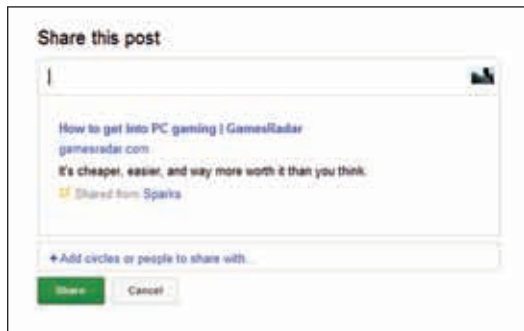 Share this post
How to get into PC gaming | GamesRadar
gamesradar.com
It's cheaper, easier, and way more worth it than you think.
Shared from Sparks
+Add circles or people to share with...
Share
Cancel